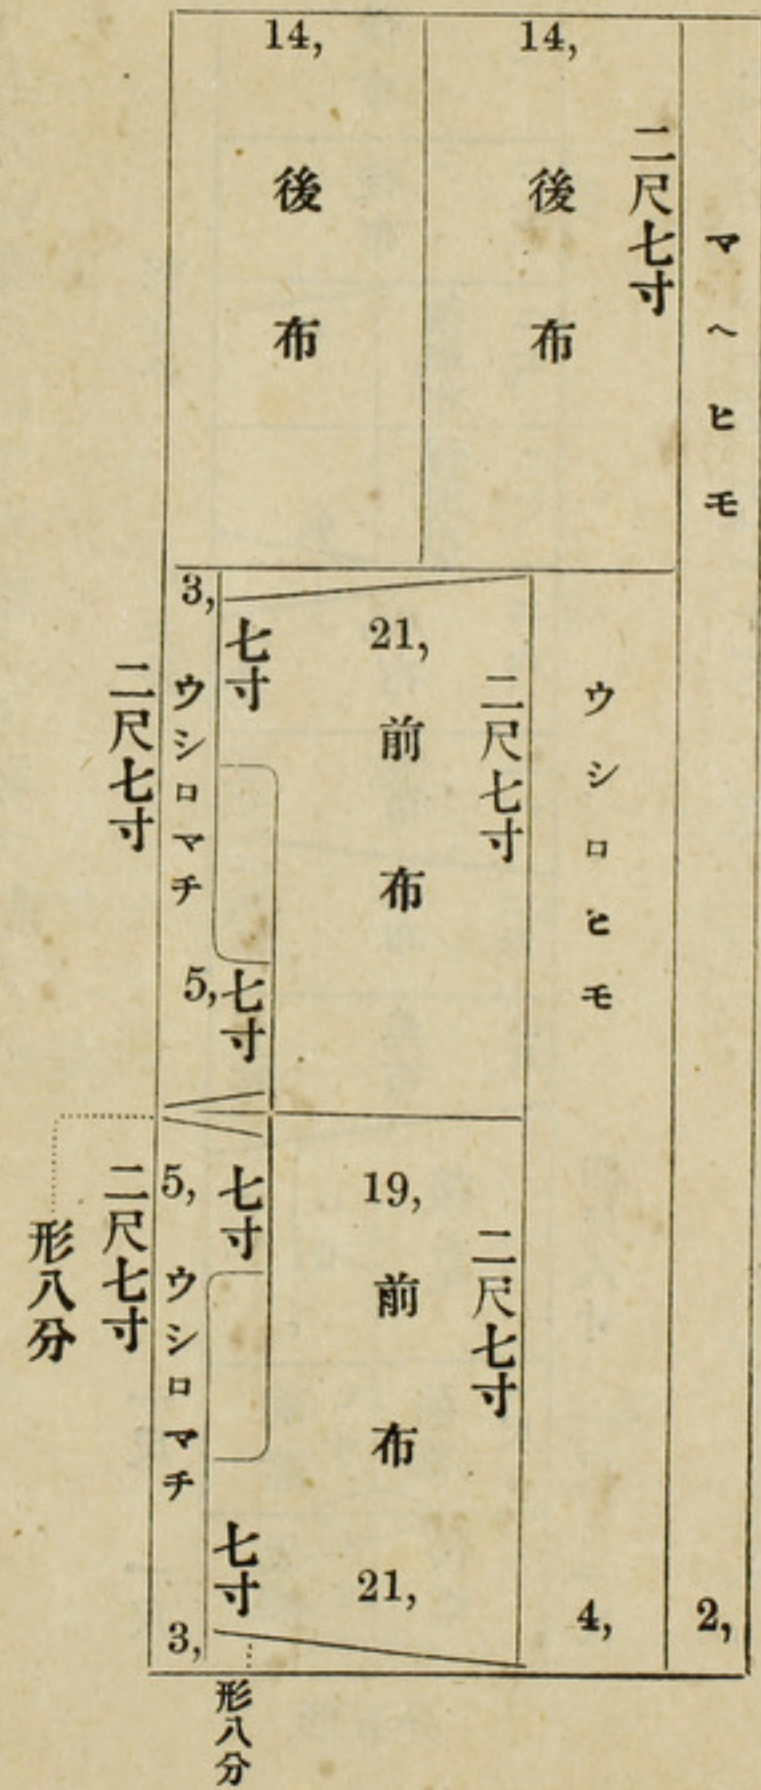 マヘヒモ
2,
14,
後布
二尺七寸
14,
後布
ウシロヒモ
4,
21,
前布
二尺七寸
3,
七寸
ウシロマチ
二尺七寸
5,
七寸
19,
前布
二尺七寸
21,
5,
七寸
ウシロマチ
二尺七寸
七寸
3,
形八分
形八分